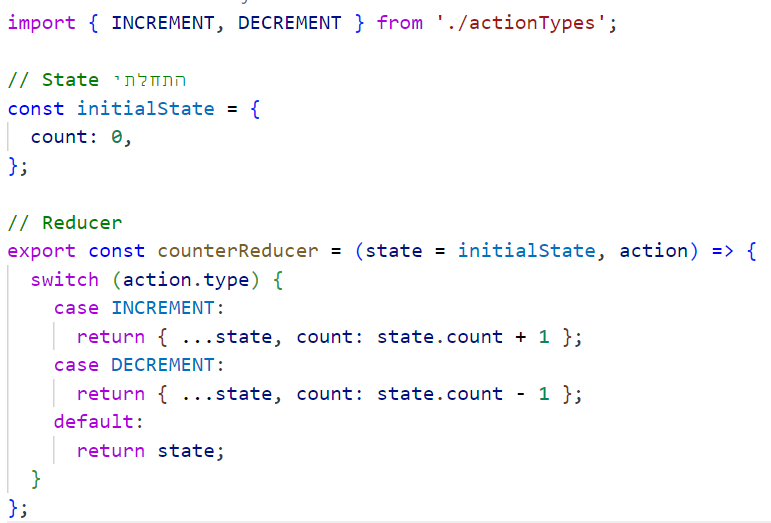 import { INCREMENT, DECREMENT } from './actionTypes';
// State התחלתי
const initialState = {
  count: 0,
};
// Reducer
export const counterReducer = (state = initialState, action) => {
  switch (action.type) {
    case INCREMENT:
      return { ...state, count: state.count + 1 };
    case DECREMENT:
      return { ...state, count: state.count - 1 };
    default:
      return state;
  }
};